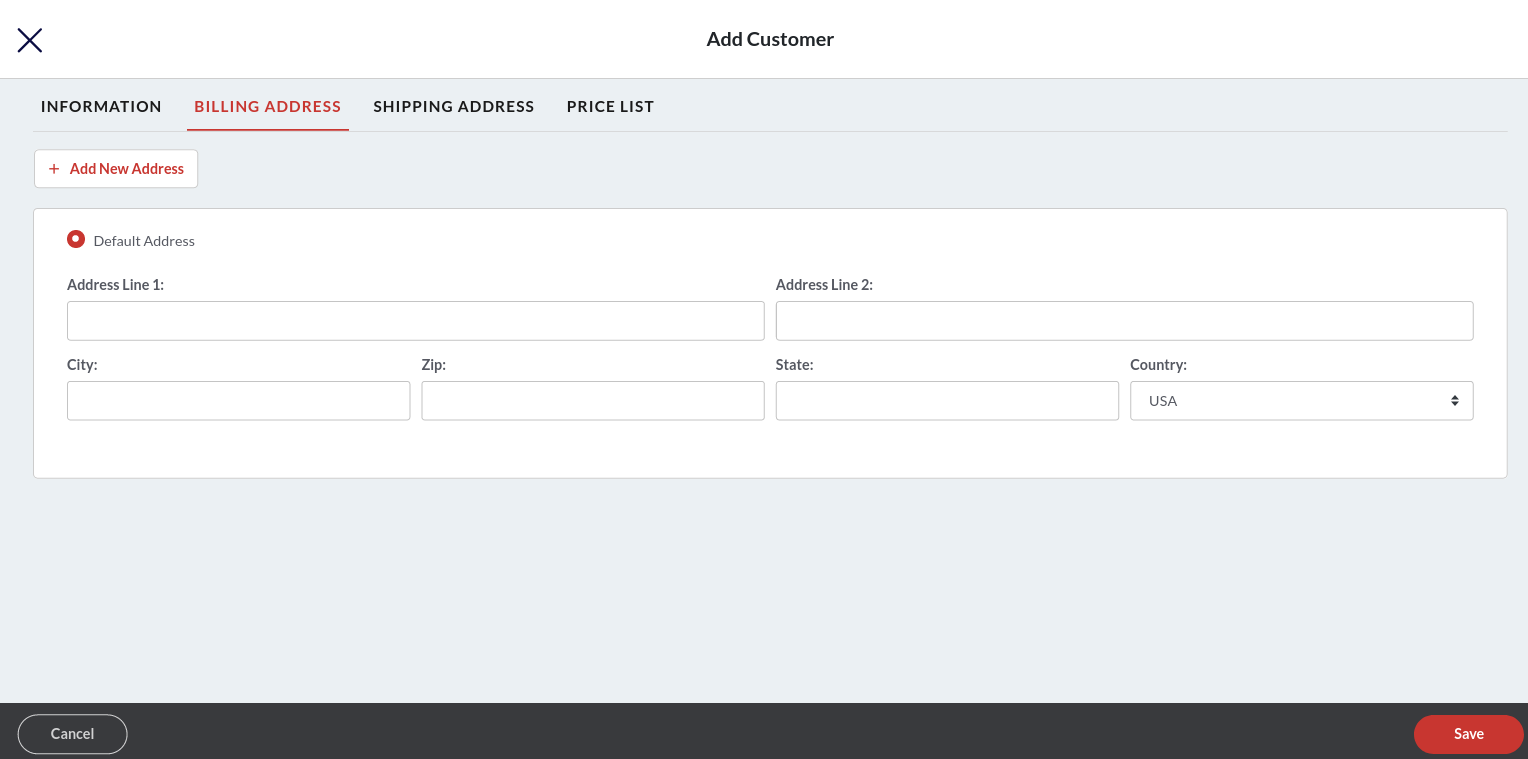 Add Customer
INFORMATION BILLING ADDRESS SHIPPING ADDRESS PRICE LIST
+ Add New Address
Default Address
Address Line 1: Address Line 2:
City: Zip: State: Country:
USA
Cancel Save